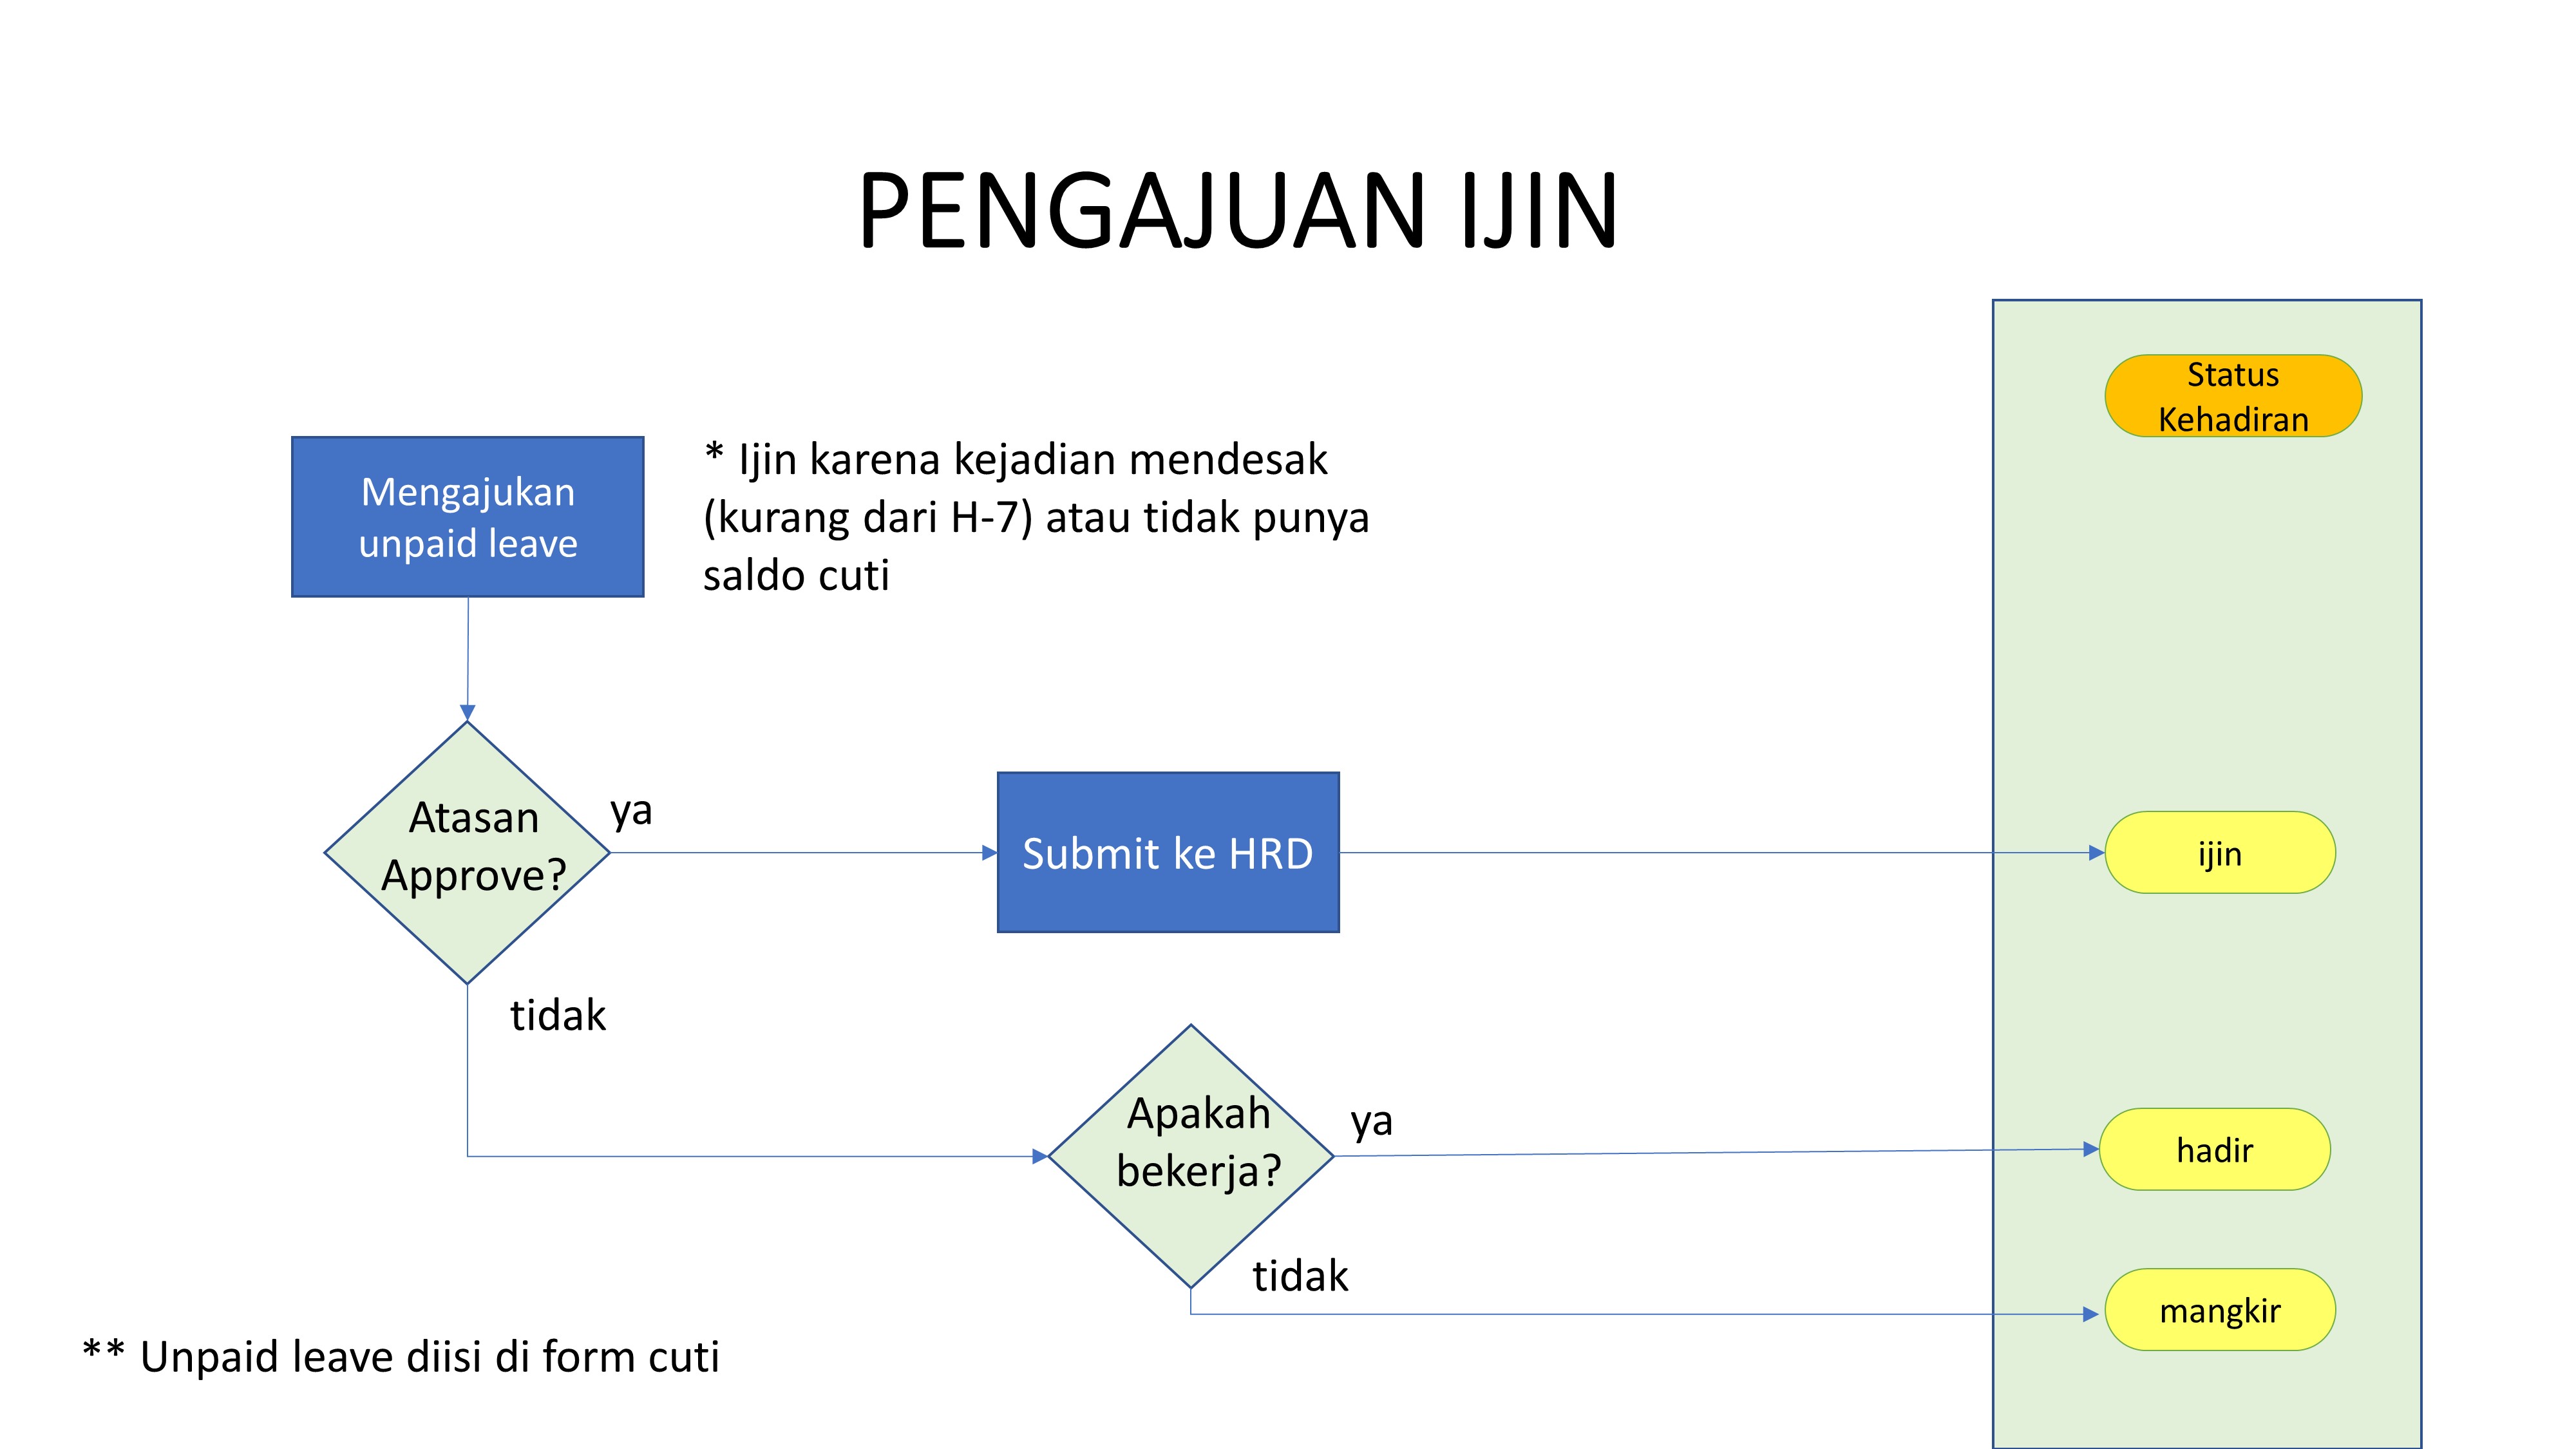 PENGAJUAN IJIN
Status
Kehadiran
Mengajukan
unpaid leave
* Ijin karena kejadian mendesak
(kurang dari H-7) atau tidak punya
saldo cuti
Atasan
Approve?
ya
Submit ke HRD
ijin
tidak
Apakah
bekerja?
ya
hadir
tidak
mangkir
** Unpaid leave diisi di form cuti